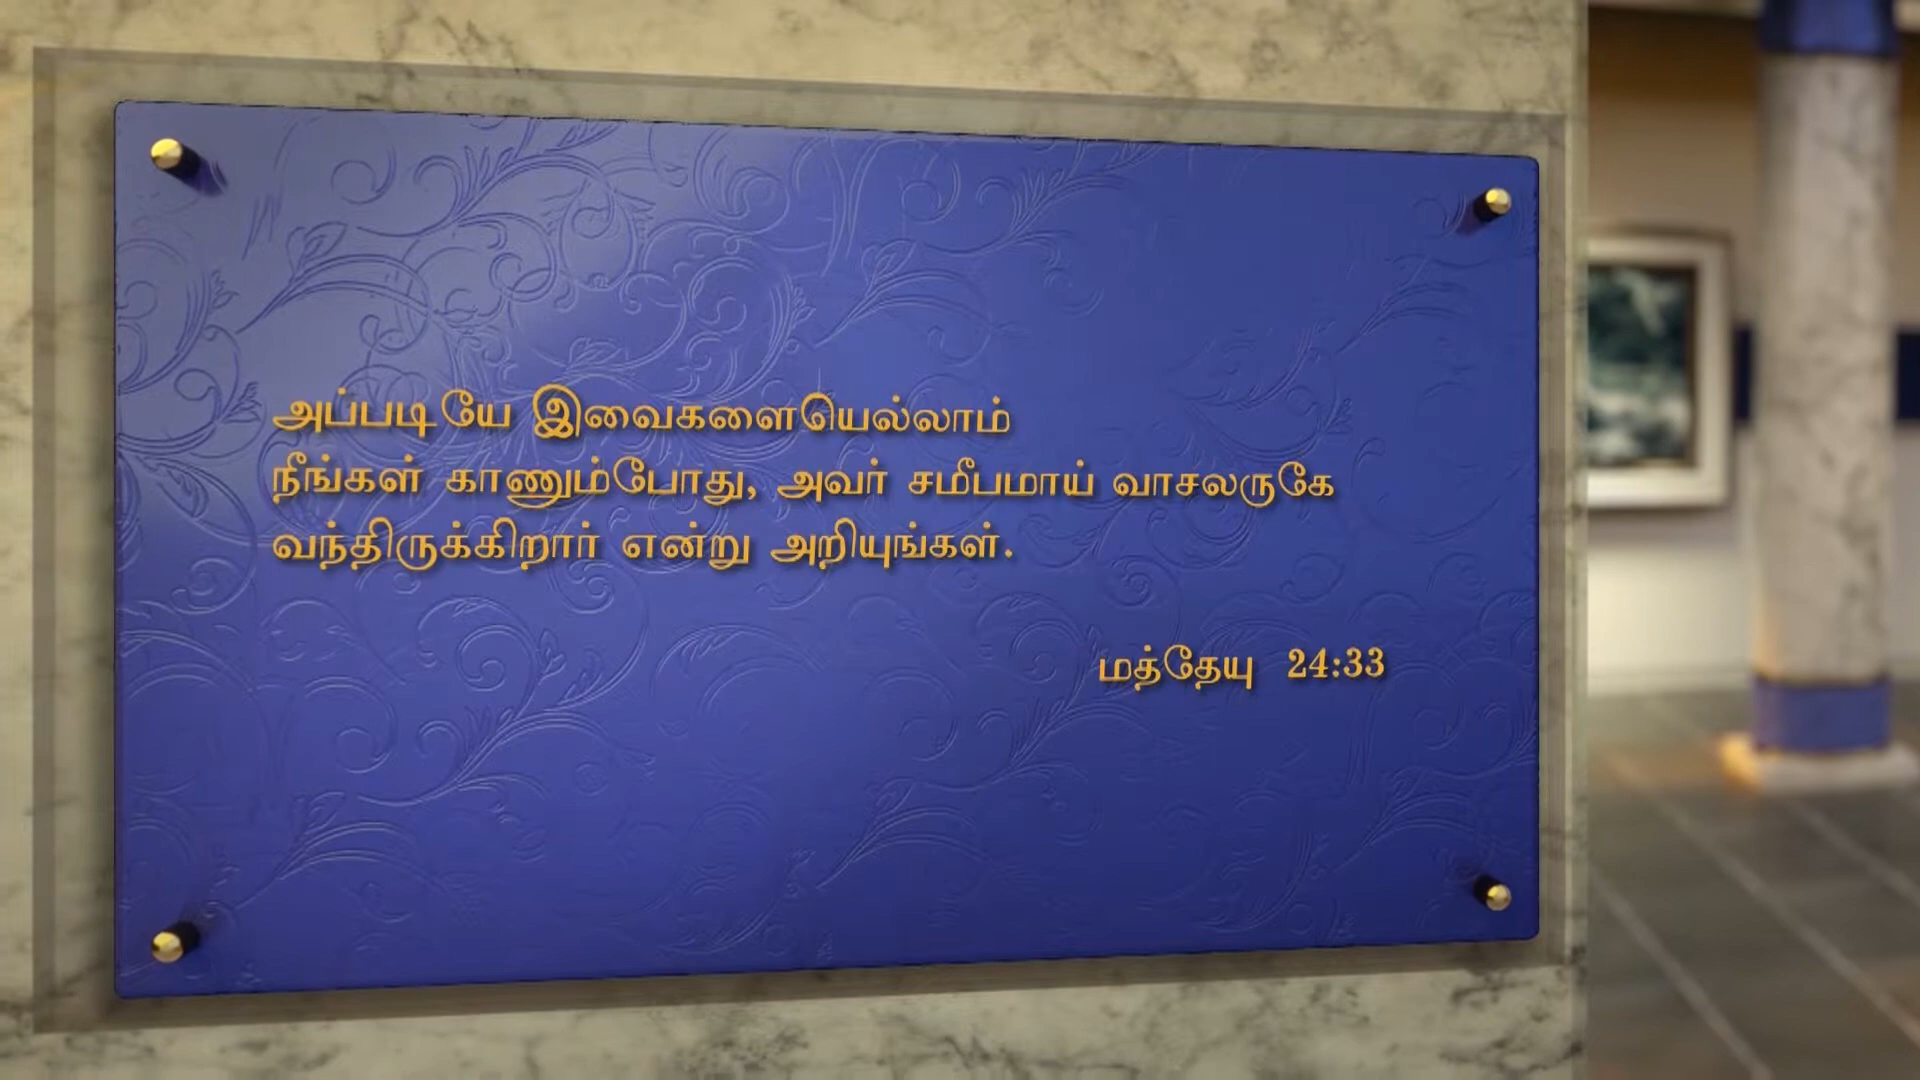 அப்படியே இவைகளையெல்லாம்
நீங்கள் காணும்போது, அவர் சமீபமாய் வாசலருகே
வந்திருக்கிறார் என்று அறியுங்கள்.
மத்தேயு 24:33